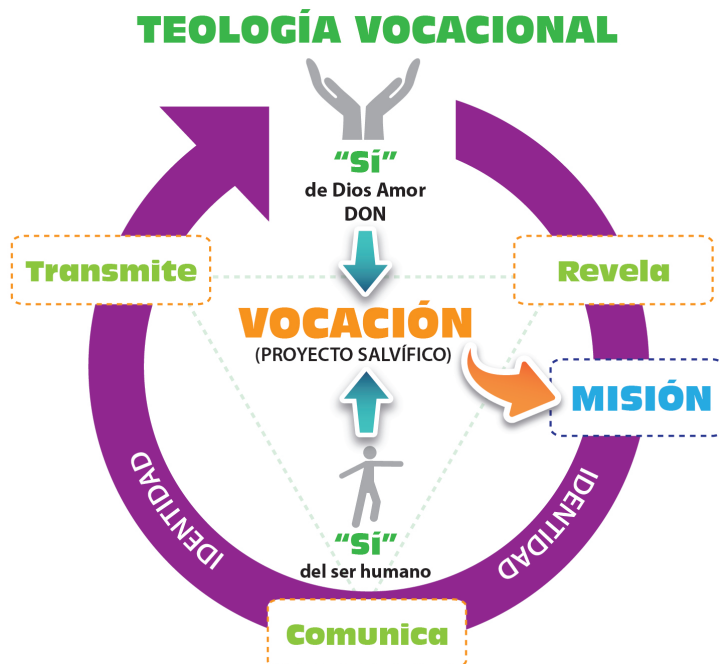 TEOLOGÍA VOCACIONAL
“Sí”
de Dios Amor
DON
Transmite
Revela
VOCACIÓN
(PROYECTO SALVÍFICO)
MISIÓN
IDENTIDAD
IDENTIDAD
“Sí”
del ser humano
Comunica